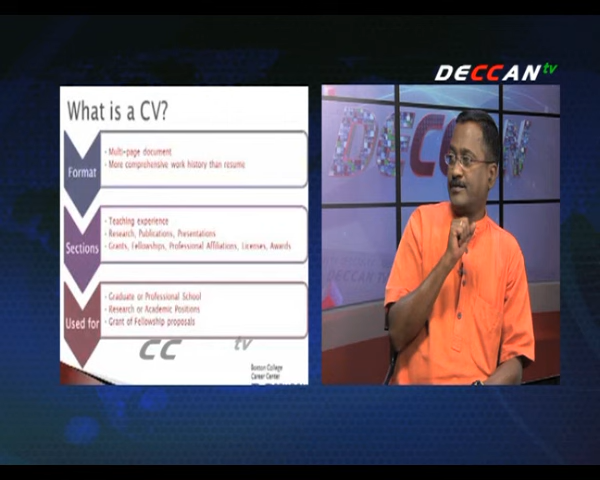 DECCAN tv
What is a CV?
Format
- Multi-page document
- More comprehensive work history than resume
Sections
- Teaching experience
- Research, Publications, Presentations
- Grants, Fellowships, Professional Affiliations, Licenses, Awards
Used for
- Graduate or Professional School
- Research or Academic Positions
- Grant of Fellowship proposals
CC tv
Boston College
Career Center
DECCAN
DECCAN